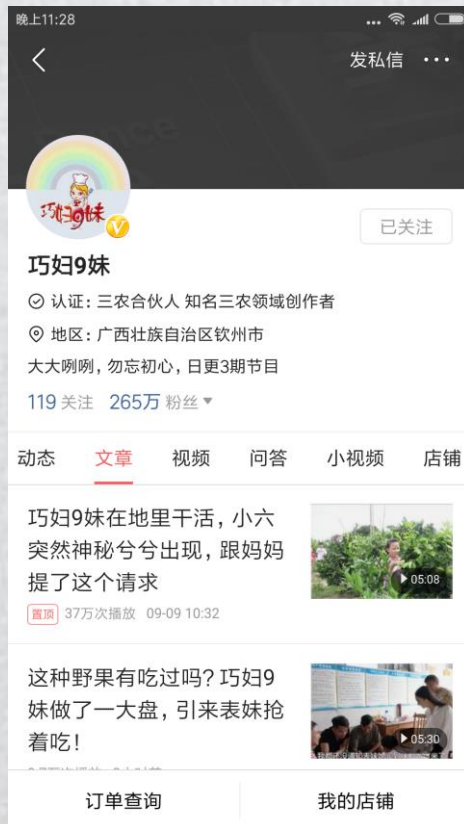 晚上11:28
发私信
巧妇9妹
已关注
巧妇9妹
认证：三农合伙人 知名三农领域创作者
地区：广西壮族自治区钦州市
大大咧咧，勿忘初心，日更3期节目
119 关注 265万 粉丝
动态 文章 视频 问答 小视频 店铺
巧妇9妹在地里干活，小六
突然神秘兮兮出现，跟妈妈
提了这个请求
05:08
置顶 37万次播放 09-09 10:32
这种野果有吃过吗？巧妇9
妹做了一大盘，引来表妹抢
着吃！
05:30
订单查询 我的店铺